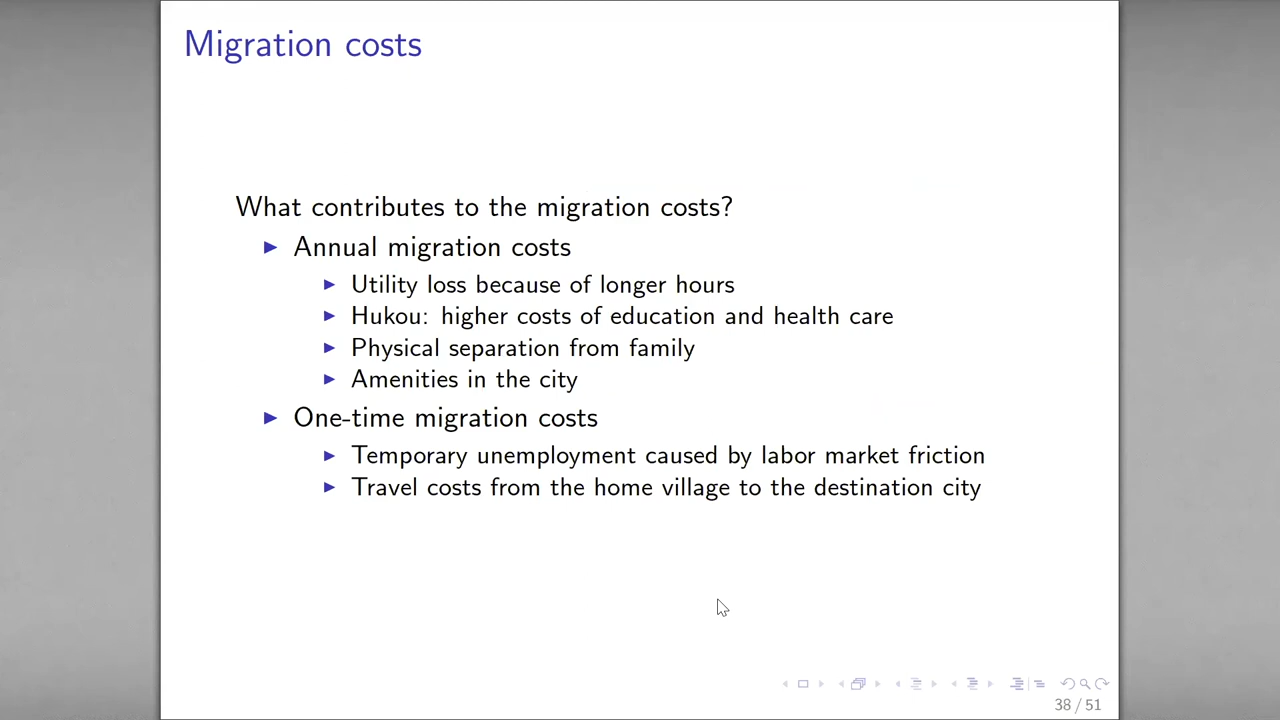 Migration costs
What contributes to the migration costs?
Annual migration costs
Utility loss because of longer hours
Hukou: higher costs of education and health care
Physical separation from family
Amenities in the city
One-time migration costs
Temporary unemployment caused by labor market friction
Travel costs from the home village to the destination city
38 / 51